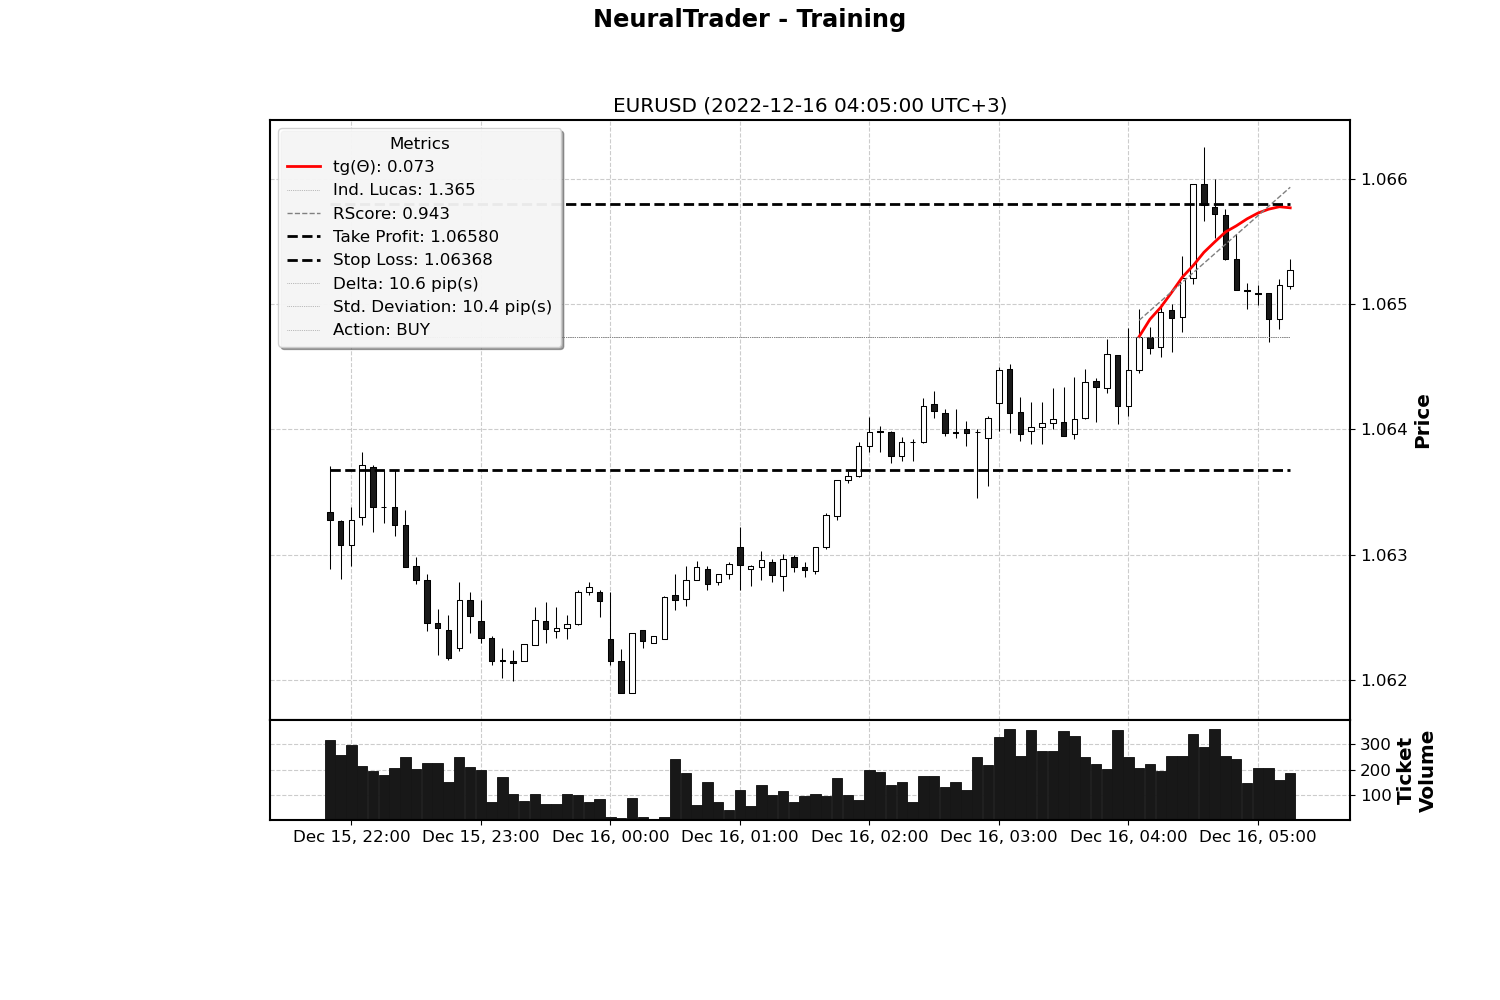 NeuralTrader - Training
EURUSD (2022-12-16 04:05:00 UTC+3)
Metrics
tg(Θ): 0.073
Ind. Lucas: 1.365
RScore: 0.943
Take Profit: 1.06580
Stop Loss: 1.06368
Delta: 10.6 pip(s)
Std. Deviation: 10.4 pip(s)
Action: BUY
1.066
1.065
1.064
1.063
1.062
Price
300
200
100
Ticket
Volume
Dec 15, 22:00 Dec 15, 23:00 Dec 16, 00:00 Dec 16, 01:00 Dec 16, 02:00 Dec 16, 03:00 Dec 16, 04:00 Dec 16, 05:00